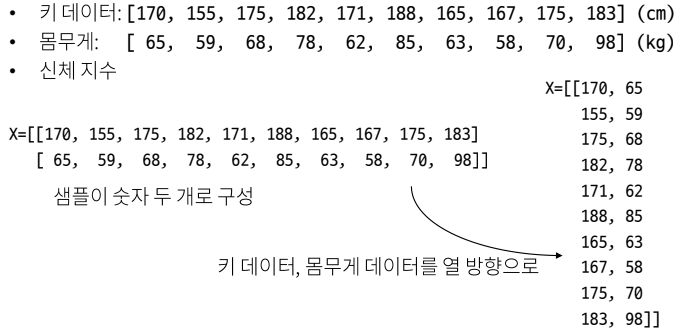 • 키 데이터: [170, 155, 175, 182, 171, 188, 165, 167, 175, 183] (cm)
• 몸무게: [ 65, 59, 68, 78, 62, 85, 63, 58, 70, 98] (kg)
• 신체 지수
X=[[170, 155, 175, 182, 171, 188, 165, 167, 175, 183]
[ 65, 59, 68, 78, 62, 85, 63, 58, 70, 98]]
샘플이 숫자 두 개로 구성
키 데이터, 몸무게 데이터를 열 방향으로
X=[[170, 65
155, 59
175, 68
182, 78
171, 62
188, 85
165, 63
167, 58
175, 70
183, 98]]